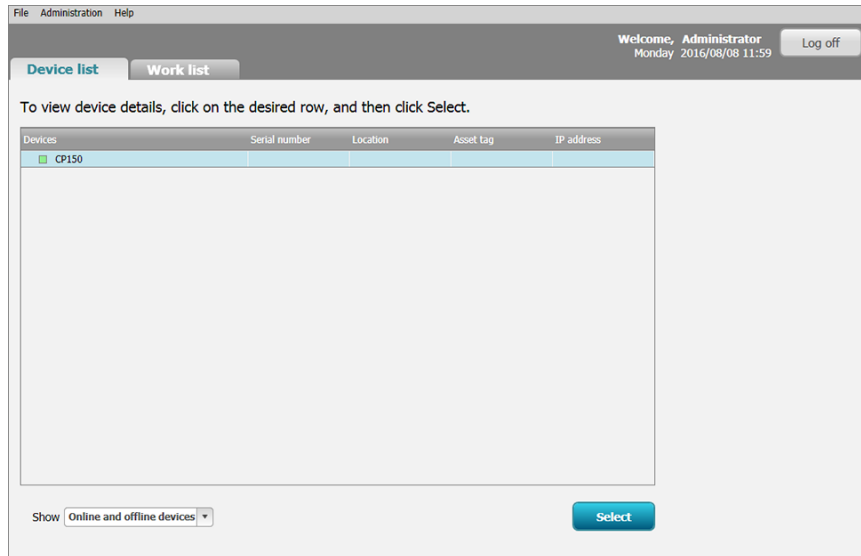 File Administration Help
Welcome, Administrator
Monday 2016/08/08 11:59
Log off
Device list
Work list
To view device details, click on the desired row, and then click Select.
Devices Serial number Location Asset tag IP address
CP150
Show Online and offline devices
Select